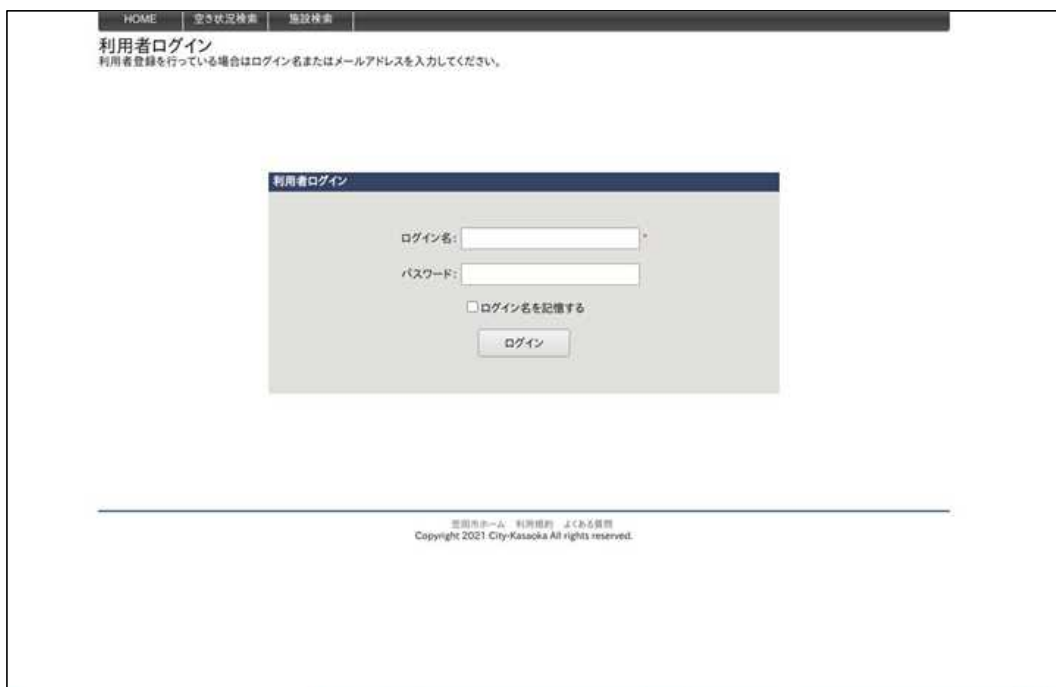 HOME 空き状況検索 施設検索
利用者ログイン
利用者登録を行っている場合はログイン名またはメールアドレスを入力してください。
利用者ログイン
ログイン名: *
パスワード:
ログイン名を記憶する
ログイン
笠岡市ホーム 利用規約 よくある質問
Copyright 2021 City-Kasaoka All rights reserved.